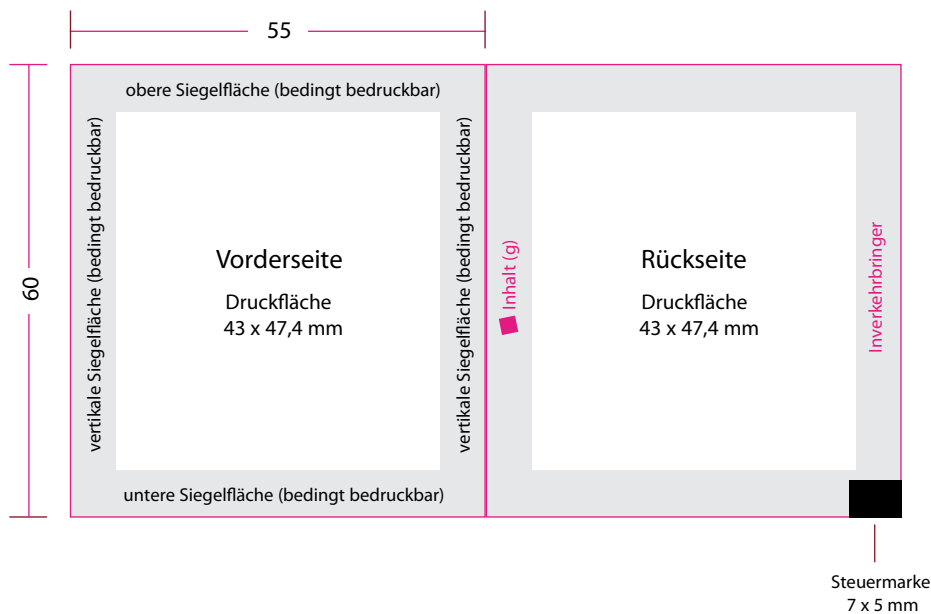 55
obere Siegelfläche (bedingt bedruckbar)
60
vertikale Siegelfläche (bedingt bedruckbar)
Vorderseite
Druckfläche
43 x 47,4 mm
vertikale Siegelfläche (bedingt bedruckbar)
untere Siegelfläche (bedingt bedruckbar)
Inhalt (g)
Rückseite
Druckfläche
43 x 47,4 mm
Inverkehrbringer
Steuermarke
7 x 5 mm